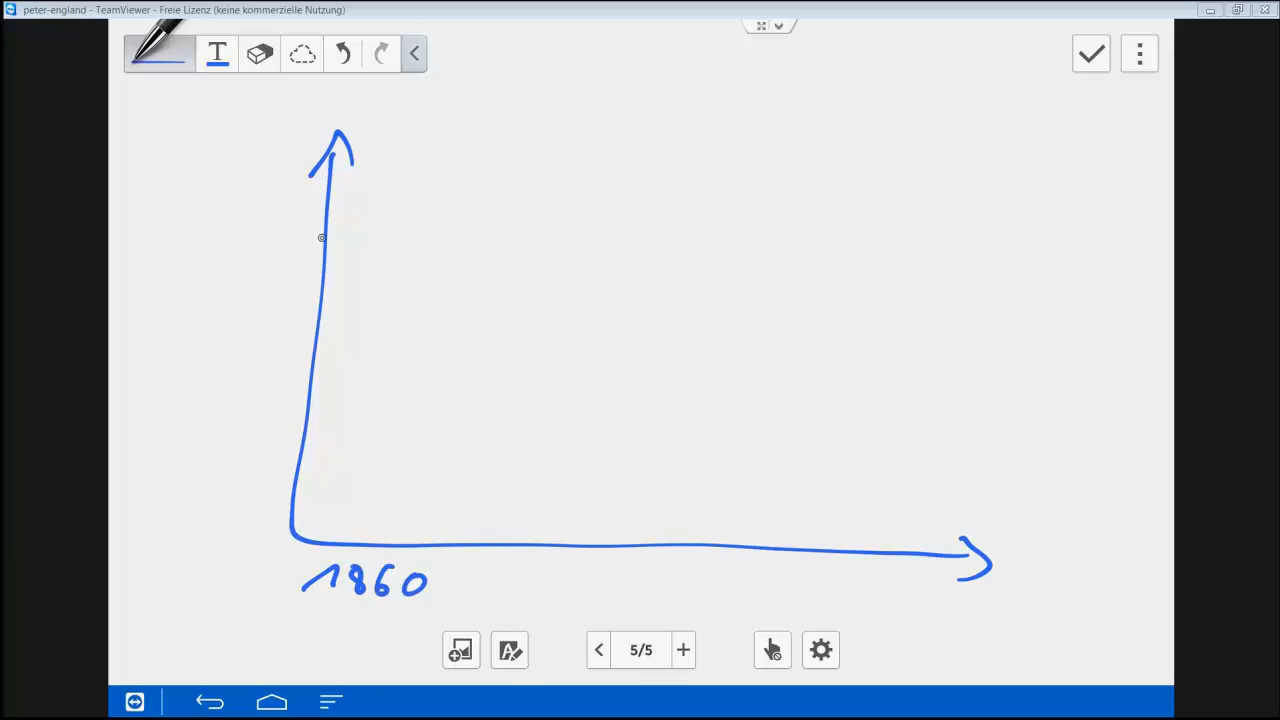 peter-england - TeamViewer - Freie Lizenz (keine kommerzielle Nutzung)
T
1860
A
5/5